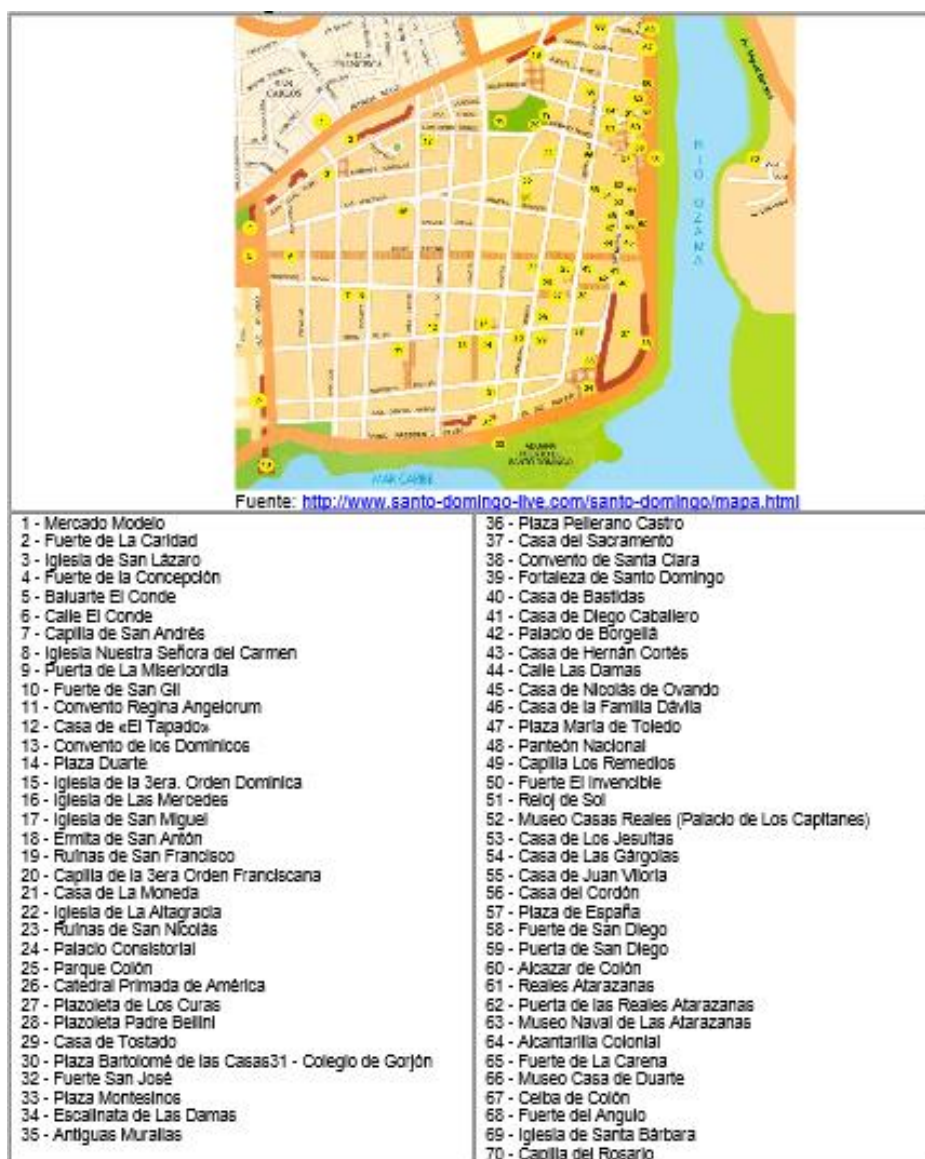 SAN
CARLOS
RIO OZAMA
MAR CARIBE
SANTO DOMINGO
Fuente: http://www.santo-domingo-live.com/santo-domingo/mapa.html
1 - Mercado Modelo
2 - Fuerte de La Caridad
3 - Iglesia de San Lázaro
4 - Fuerte de la Concepción
5 - Baluarte El Conde
6 - Calle El Conde
7 - Capilla de San Andrés
8 - Iglesia Nuestra Señora del Carmen
9 - Puerta de La Misericordia
10 - Fuerte de San Gil
11 - Convento Regina Angelorum
12 - Casa de «El Tapado»
13 - Convento de los Dominicos
14 - Plaza Duarte
15 - Iglesia de la 3era. Orden Dominica
16 - Iglesia de Las Mercedes
17 - Iglesia de San Miguel
18 - Ermita de San Antón
19 - Ruinas de San Francisco
20 - Capilla de la 3era Orden Franciscana
21 - Casa de La Moneda
22 - Iglesia de La Altagracia
23 - Ruinas de San Nicolás
24 - Palacio Consistorial
25 - Parque Colón
26 - Catedral Primada de América
27 - Plazoleta de Los Curas
28 - Plazoleta Padre Bellini
29 - Casa de Tostado
30 - Plaza Bartolomé de las Casas31 - Colegio de Gorjón
32 - Fuerte San José
33 - Plaza Montesinos
34 - Escalinata de Las Damas
35 - Antiguas Murallas
36 - Plaza Pellerano Castro
37 - Casa del Sacramento
38 - Convento de Santa Clara
39 - Fortaleza de Santo Domingo
40 - Casa de Bastidas
41 - Casa de Diego Caballero
42 - Palacio de Borgellá
43 - Casa de Hernán Cortés
44 - Calle Las Damas
45 - Casa de Nicolás de Ovando
46 - Casa de la Familia Dávila
47 - Plaza María de Toledo
48 - Panteón Nacional
49 - Capilla Los Remedios
50 - Fuerte El Invencible
51 - Reloj de Sol
52 - Museo Casas Reales (Palacio de Los Capitanes)
53 - Casa de Los Jesuitas
54 - Casa de Las Gárgolas
55 - Casa de Juan Viloria
56 - Casa del Cordón
57 - Plaza de España
58 - Fuerte de San Diego
59 - Puerta de San Diego
60 - Alcazar de Colón
61 - Reales Atarazanas
62 - Puerta de las Reales Atarazanas
63 - Museo Naval de Las Atarazanas
64 - Alcantarilla Colonial
65 - Fuerte de La Carena
66 - Museo Casa de Duarte
67 - Ceiba de Colón
68 - Fuerte del Angulo
69 - Iglesia de Santa Bárbara
70 - Capilla del Rosario